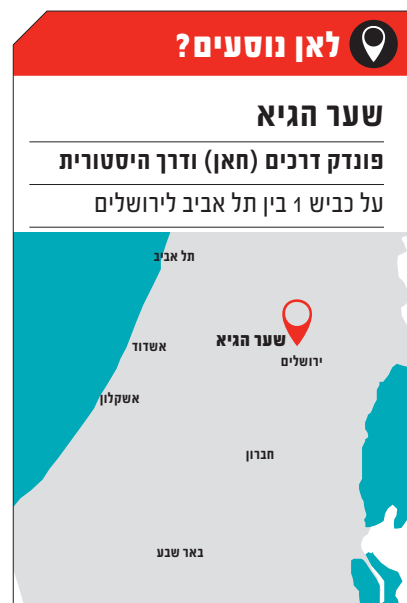 לאן נוסעים?
שער הגיא
פונדק דרכים (חאן) ודרך היסטורית
על כביש 1 בין תל אביב לירושלים
תל אביב
שער הגיא
אשדוד
ירושלים
אשקלון
חברון
באר שבע